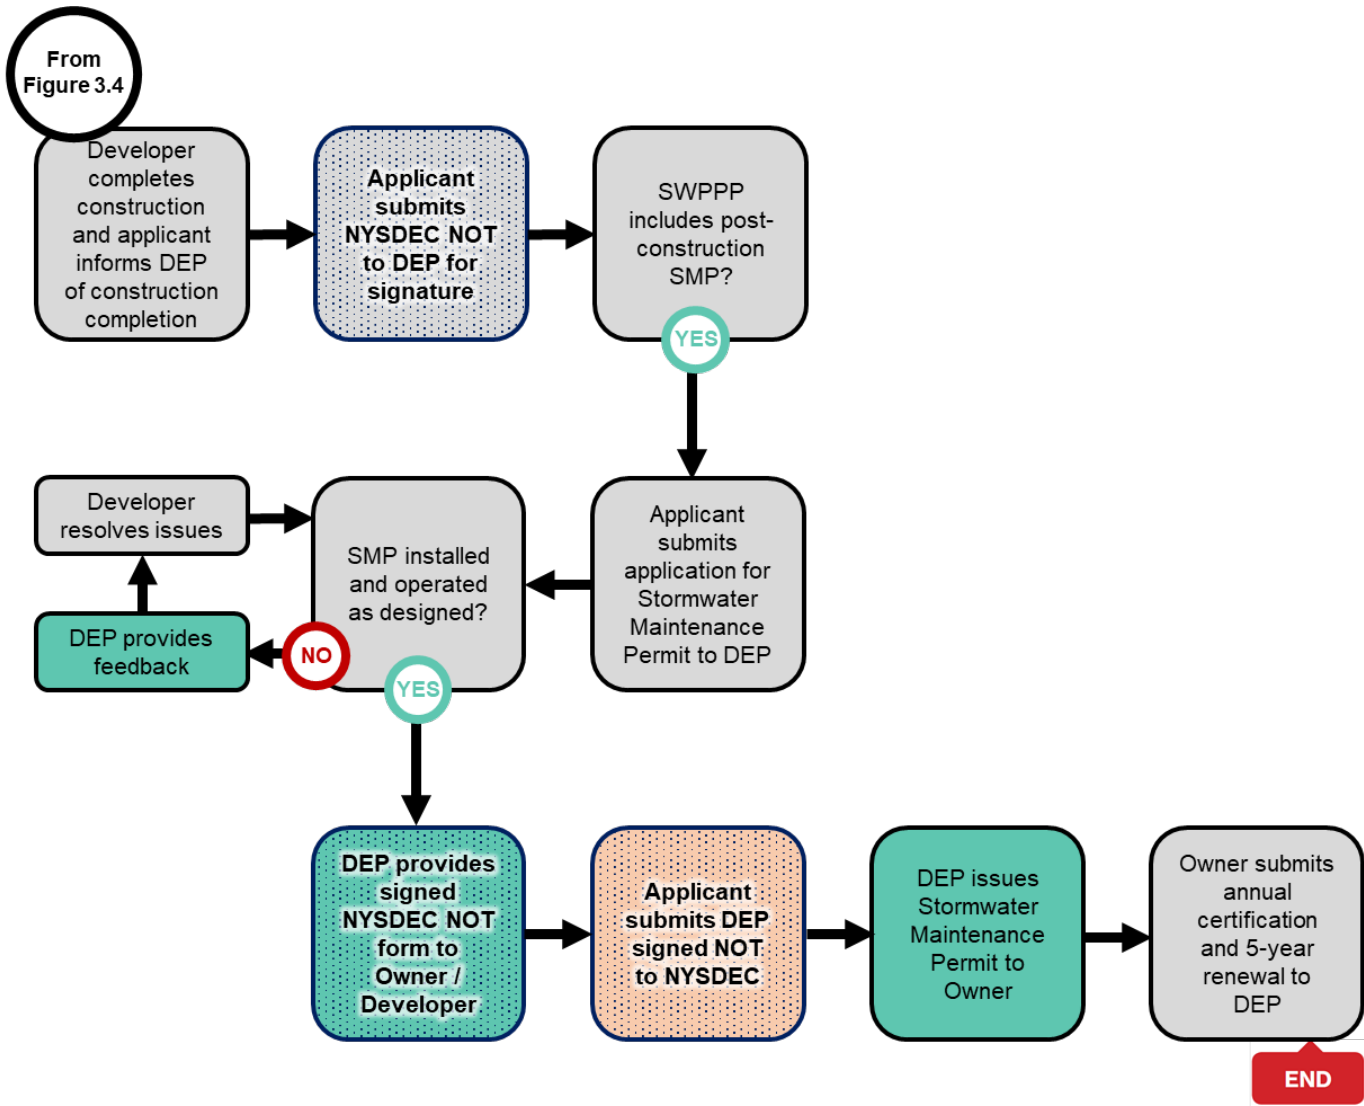 From
Figure 3.4
Developer
completes
construction
and applicant
informs DEP
of construction
completion
Applicant
submits
NYSDEC NOT
to DEP for
signature
SWPPP
includes post-
construction
SMP?
YES
Applicant
submits
application for
Stormwater
Maintenance
Permit to DEP
SMP installed
and operated
as designed?
NO
DEP provides
feedback
Developer
resolves issues
YES
DEP provides
signed
NYSDEC NOT
form to
Owner /
Developer
Applicant
submits DEP
signed NOT
to NYSDEC
DEP issues
Stormwater
Maintenance
Permit to
Owner
Owner submits
annual
certification
and 5-year
renewal to
DEP
END